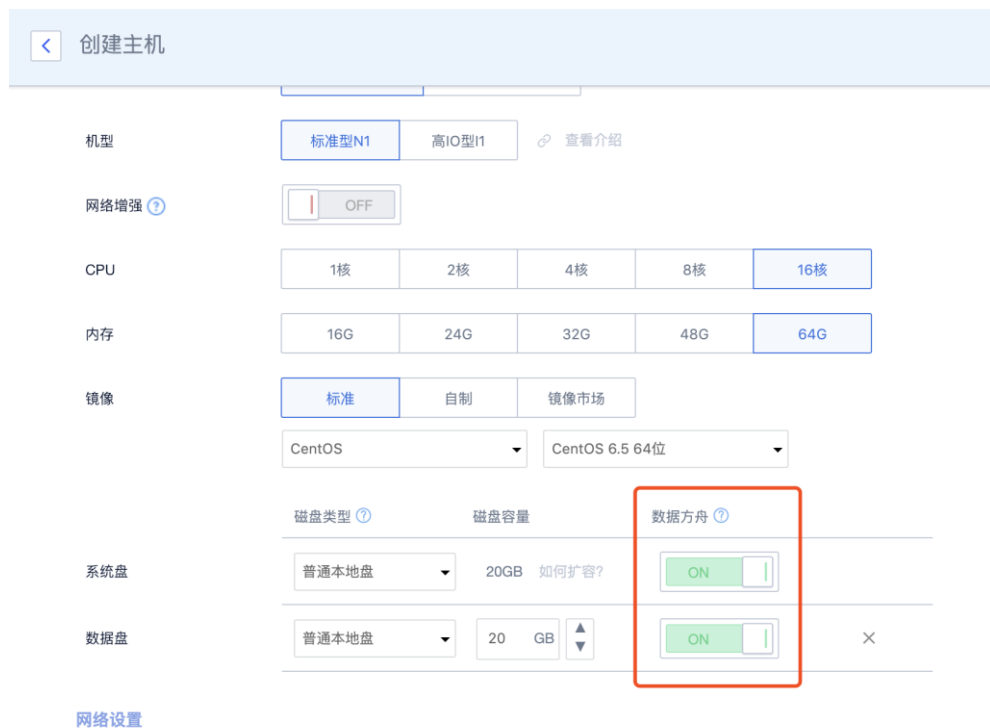 创建主机
机型 标准型N1 高IO型I1 查看介绍
网络增强 ? OFF
CPU 1核 2核 4核 8核 16核
内存 16G 24G 32G 48G 64G
镜像 标准 自制 镜像市场
CentOS CentOS 6.5 64位
磁盘类型 ? 磁盘容量 数据方舟 ?
系统盘 普通本地盘 20GB 如何扩容? ON
数据盘 普通本地盘 20 GB ON
网络设置